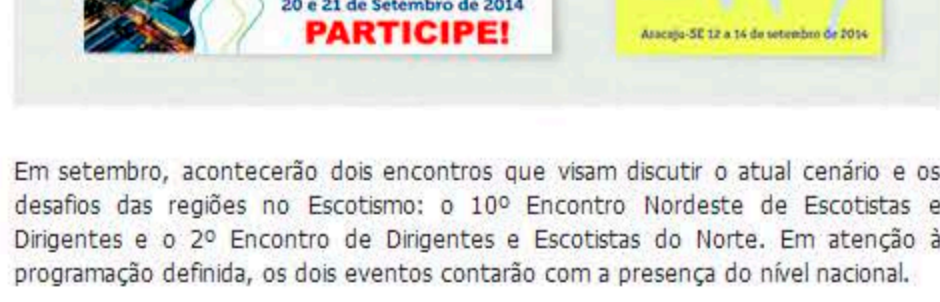 20 e 21 de Setembro de 2014
PARTICIPE!
Aracaju-SE 12 a 14 de setembro de 2014
Em setembro, acontecerão dois encontros que visam discutir o atual cenário e os
desafios das regiões no Escotismo: o 10º Encontro Nordeste de Escotistas e
Dirigentes e o 2º Encontro de Dirigentes e Escotistas do Norte. Em atenção à
programação definida, os dois eventos contarão com a presença do nível nacional.